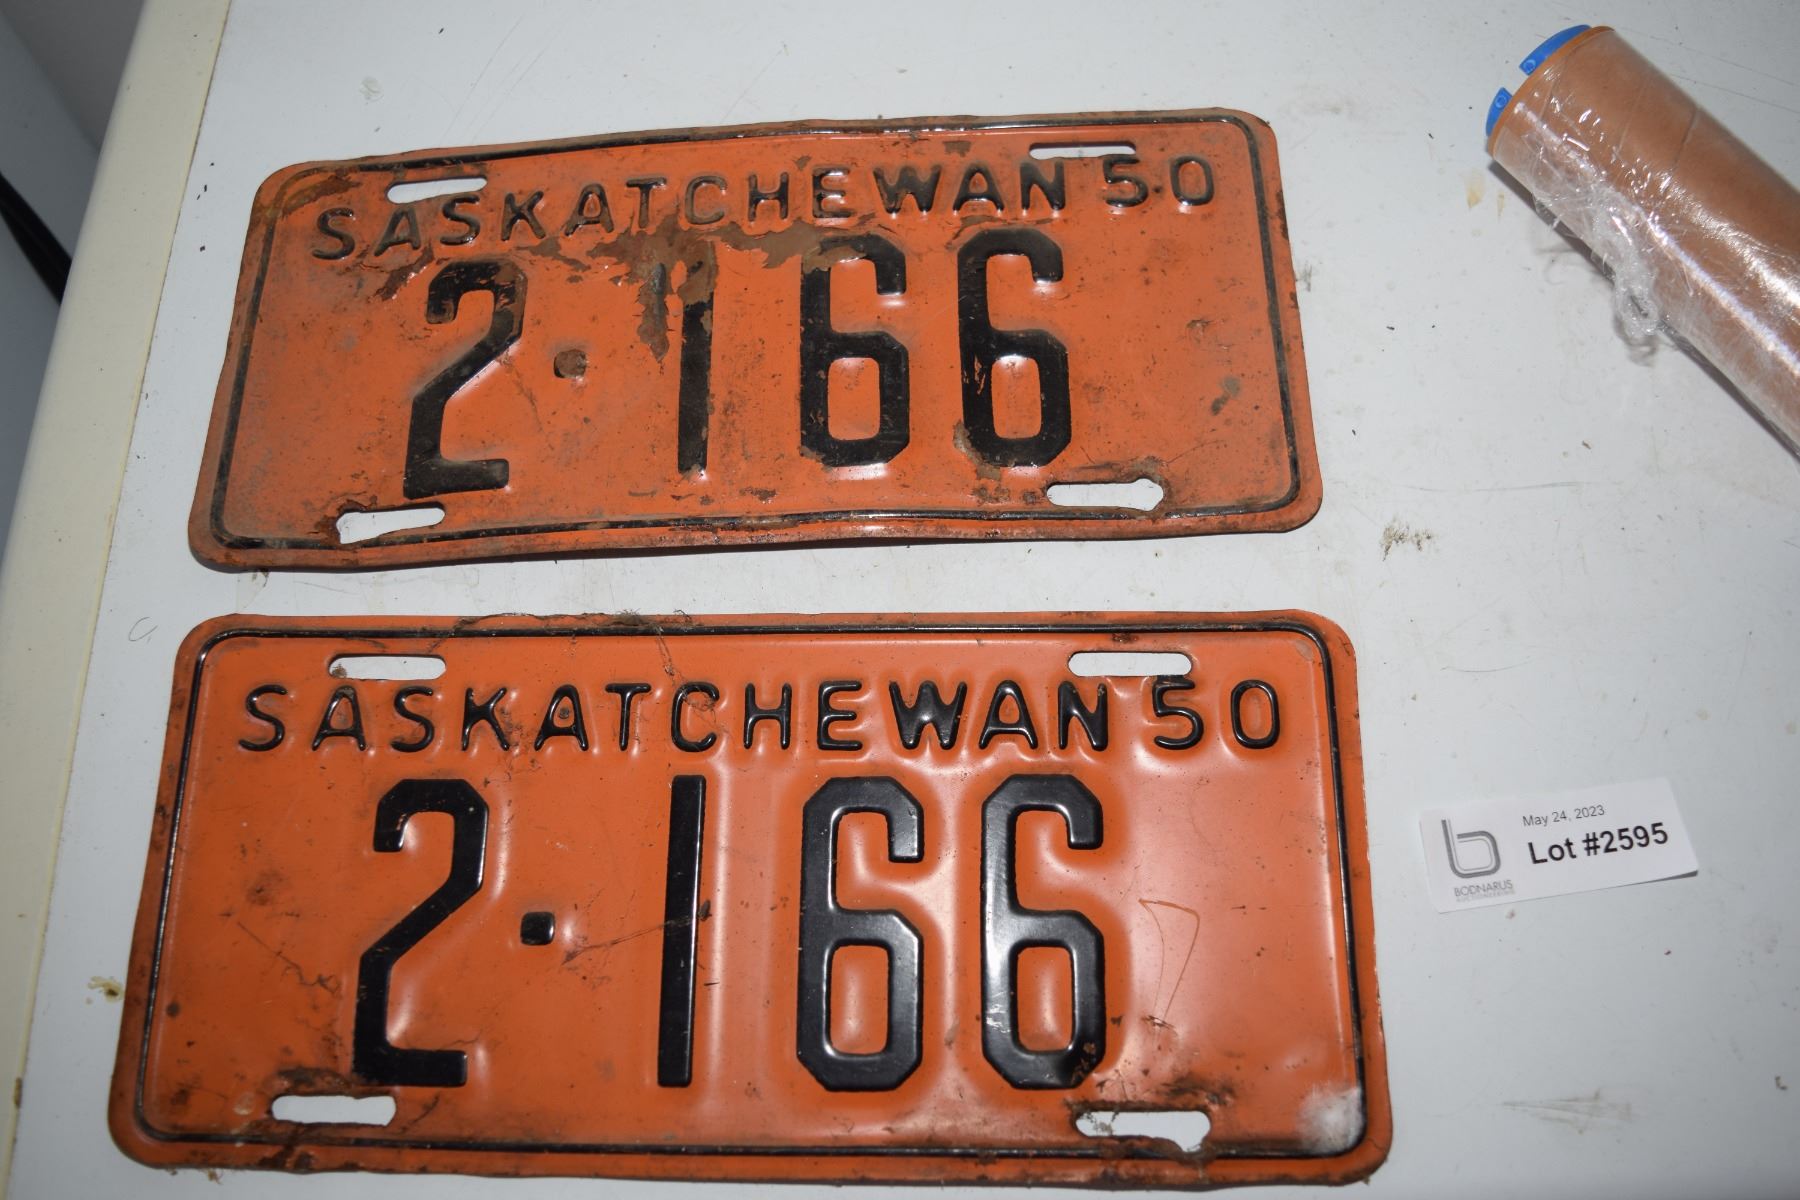 SASKATCHEWAN 50
2·166
SASKATCHEWAN 50
2·166
May 24, 2023
Lot #2595
BODNARUS